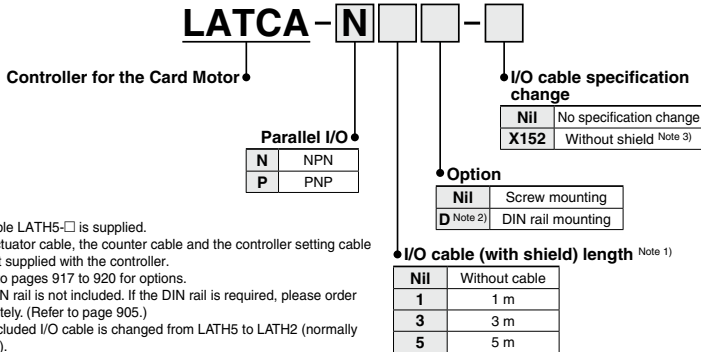 LATCA-N□□-□
Controller for the Card Motor
I/O cable specification
change
Nil No specification change
X152 Without shield Note 3)
Parallel I/O
N NPN
P PNP
Option
Nil Screw mounting
D Note 2) DIN rail mounting
I/O cable (with shield) length Note 1)
Nil Without cable
1 1 m
3 3 m
5 5 m
LATH5-□ is supplied.
cable, the counter cable and the controller setting cable
supplied with the controller.
pages 917 to 920 for options.
rail is not included. If the DIN rail is required, please order
(Refer to page 905.)
I/O cable is changed from LATH5 to LATH2 (normally